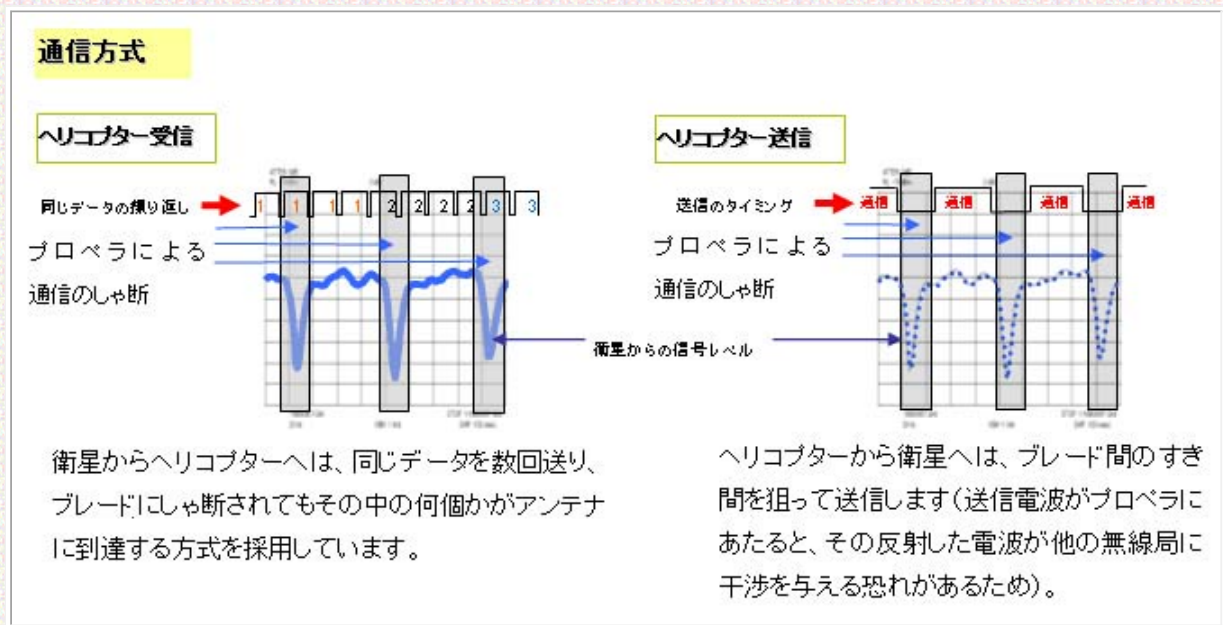 通信方式
ヘリコプター受信
同じデータの繰り返し
1 1 1 1 2 2 2 2 3 3
プロペラによる
通信のしゃ断
ヘリコプター送信
送信のタイミング
通信 通信 通信 通信
プロペラによる
通信のしゃ断
衛星からの信号レベル
衛星からヘリコプターへは、同じデータを数回送り、
ブレードにしゃ断されてもその中の何個かがアンテナ
に到達する方式を採用しています。
ヘリコプターから衛星へは、ブレード間のすき
間を狙って送信します(送信電波がプロペラに
あたると、その反射した電波が他の無線局に
干渉を与える恐れがあるため)。